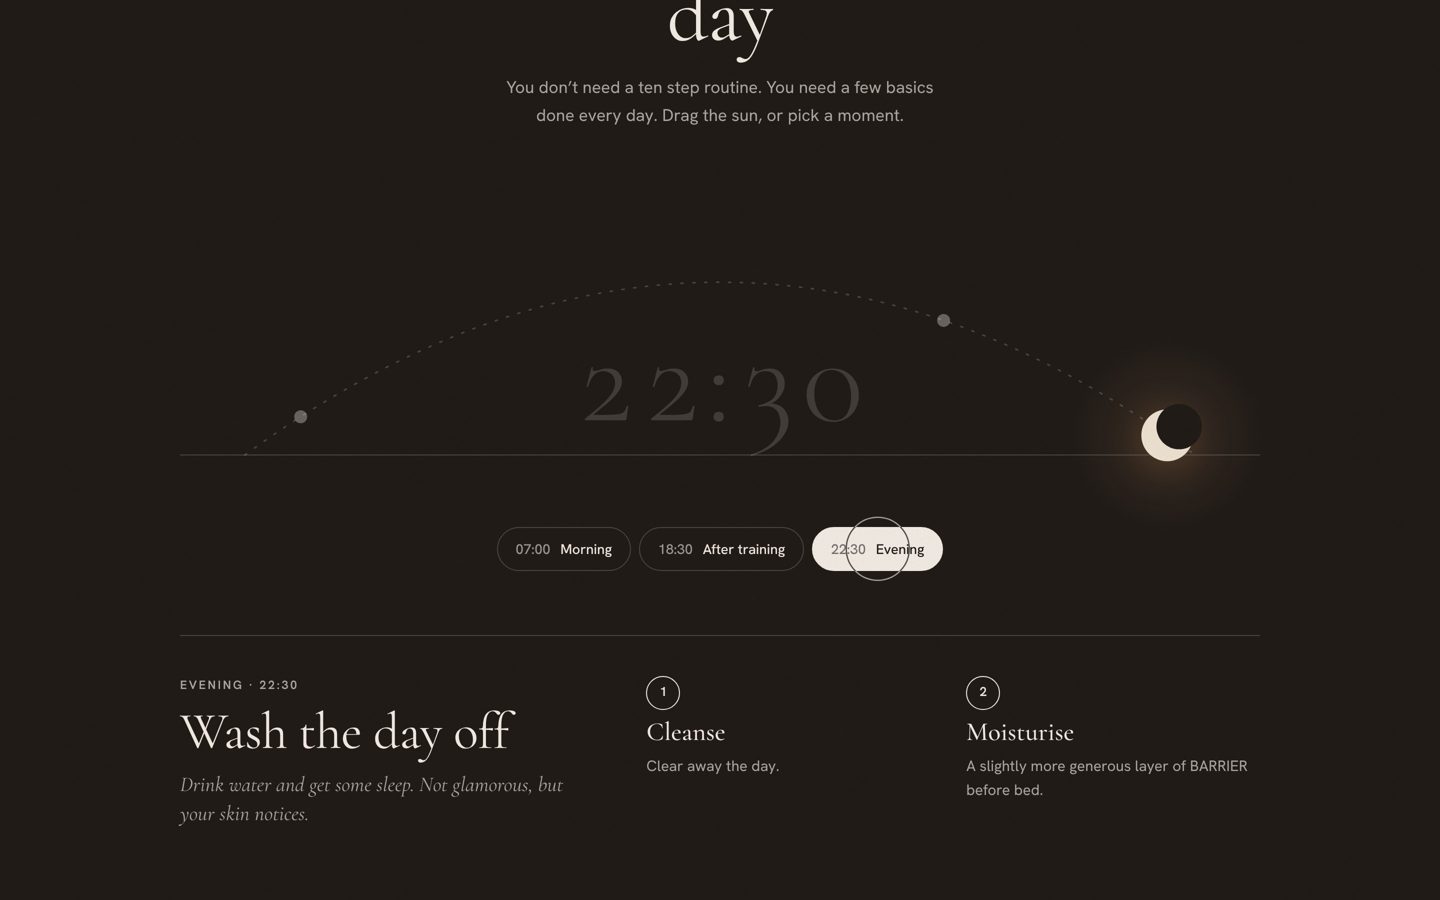 day
You don’t need a ten step routine. You need a few basics
done every day. Drag the sun, or pick a moment.
22:30
07:00 Morning
18:30 After training
22:30 Evening
EVENING · 22:30
Wash the day off
Drink water and get some sleep. Not glamorous, but
your skin notices.
1
Cleanse
Clear away the day.
2
Moisturise
A slightly more generous layer of BARRIER
before bed.